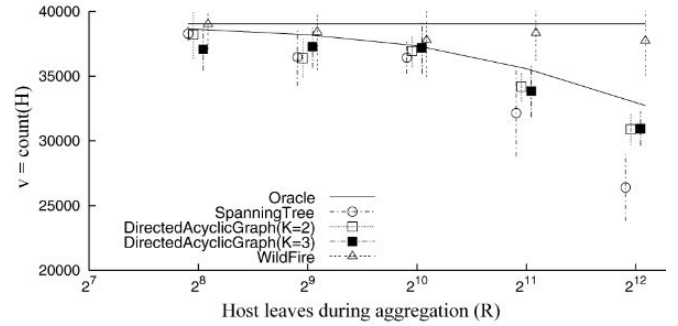 40000
35000
30000
25000
20000
v = count(H)
Oracle
SpanningTree
DirectedAcyclicGraph(K=2)
DirectedAcyclicGraph(K=3)
WildFire
2^7 2^8 2^9 2^10 2^11 2^12
Host leaves during aggregation (R)